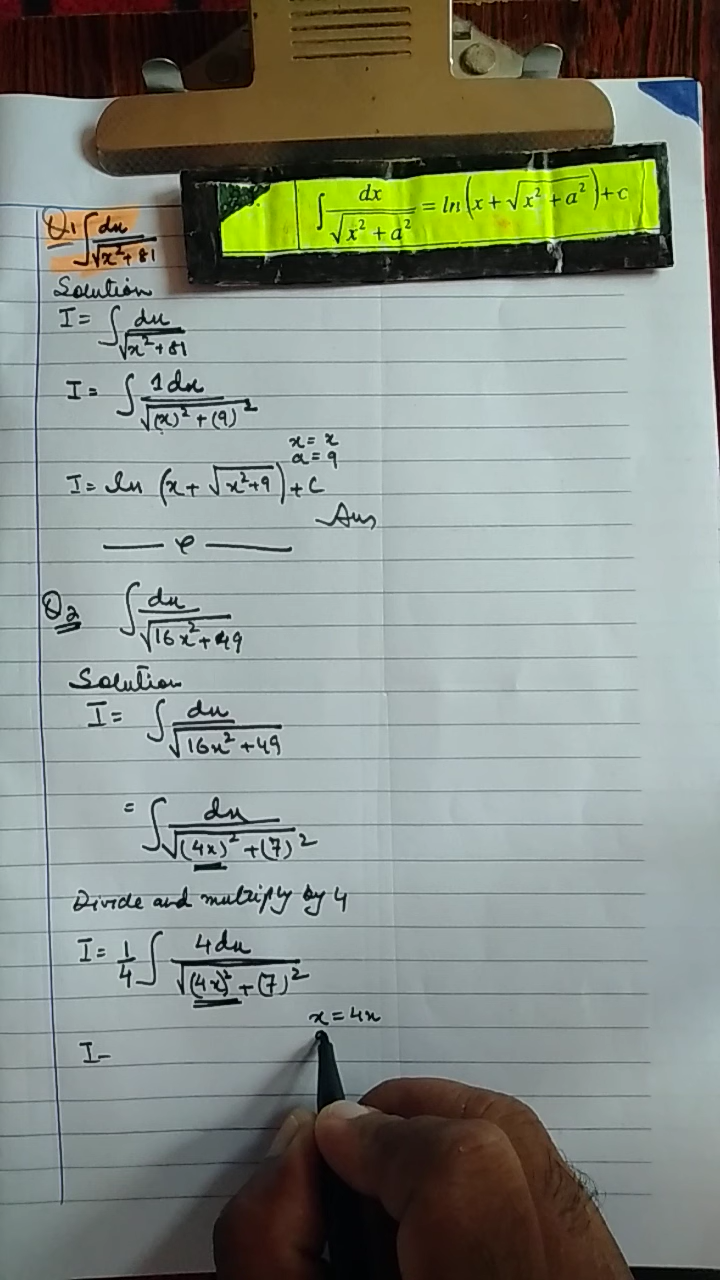 ∫ dx / √(x² + a²) = ln(x + √(x² + a²)) + c
Q1 ∫ dx / √(x² + 81)
Solution
I = ∫ dx / √(x² + 81)
I = ∫ 1dx / √((x)² + (9)²)
x = x
a = 9
I = ln (x + √(x² + 9)) + c
Ans
Q2 ∫ dx / √(16x² + 49)
Solution
I = ∫ dx / √(16x² + 49)
= ∫ dx / √((4x)² + (7)²)
Divide and multiply by 4
I = 1/4 ∫ 4dx / √((4x)² + (7)²)
x = 4x
I-